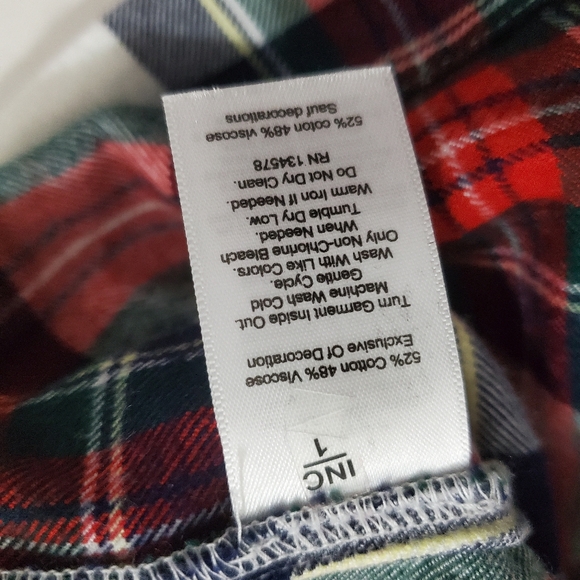 INC
1
52% Cotton 48% Viscose
Exclusive Of Decoration
Turn Garment Inside Out.
Machine Wash Cold
Gentle Cycle.
Wash With Like Colors.
Only Non-Chlorine Bleach
When Needed.
Tumble Dry Low.
Warm Iron If Needed.
Do Not Dry Clean.
RN 134578
52% coton 48% viscose
Sauf decorations